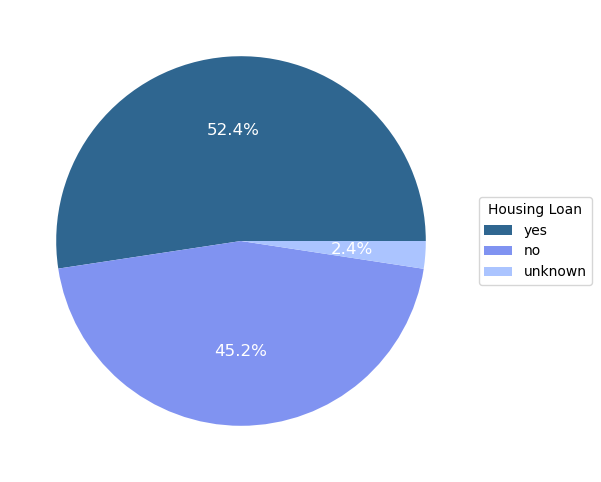 52.4%
Housing Loan
yes
no
unknown
2.4%
45.2%